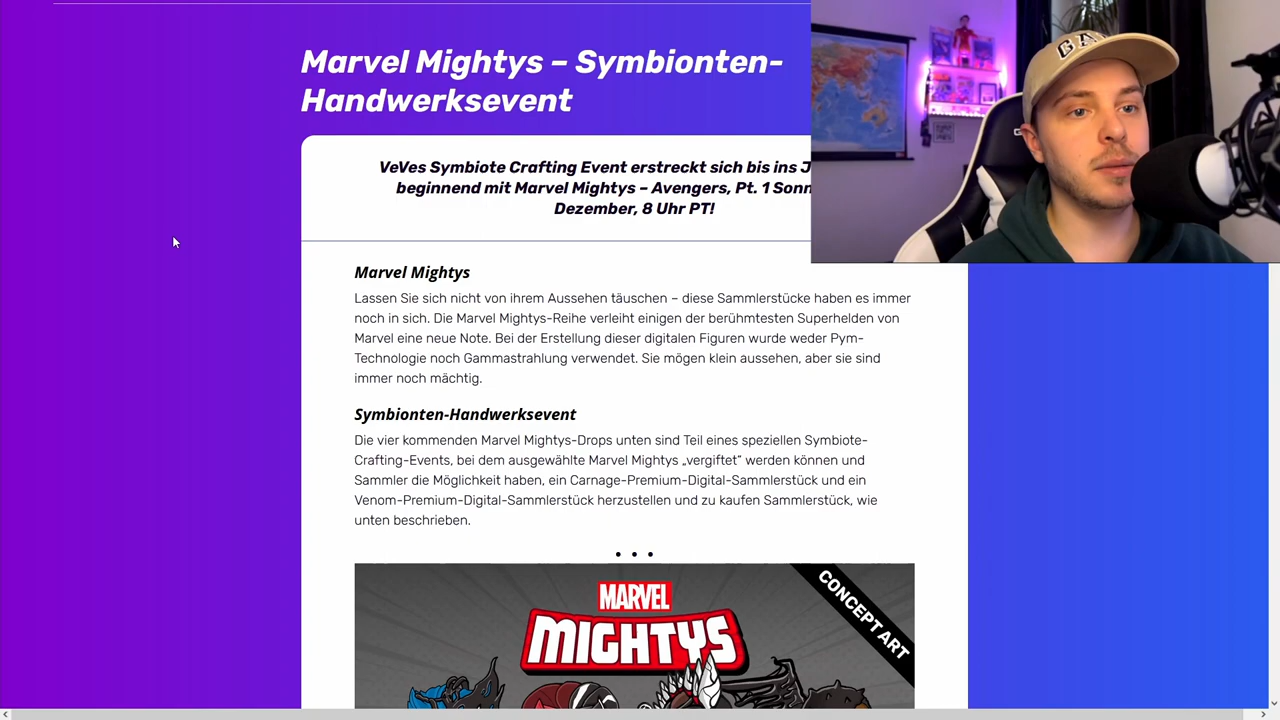 Marvel Mightys – Symbionten-
Handwerksevent
VeVes Symbiote Crafting Event erstreckt sich bis ins
beginnend mit Marvel Mightys – Avengers, Pt. 1
Dezember, 8 Uhr PT!
Marvel Mightys
Lassen Sie sich nicht von ihrem Aussehen täuschen – diese Sammlerstücke haben es immer
noch in sich. Die Marvel Mightys-Reihe verleiht einigen der berühmtesten Superhelden von
Marvel eine neue Note. Bei der Erstellung dieser digitalen Figuren wurde weder Pym-
Technologie noch Gammastrahlung verwendet. Sie mögen klein aussehen, aber sie sind
immer noch mächtig.
Symbionten-Handwerksevent
Die vier kommenden Marvel Mightys-Drops unten sind Teil eines speziellen Symbiote-
Crafting-Events, bei dem ausgewählte Marvel Mightys „vergiftet“ werden können und
Sammler die Möglichkeit haben, ein Carnage-Premium-Digital-Sammlerstück und ein
Venom-Premium-Digital-Sammlerstück herzustellen und zu kaufen Sammlerstück, wie
unten beschrieben.
• • •
MARVEL
MIGHTYS
CONCEPT ART